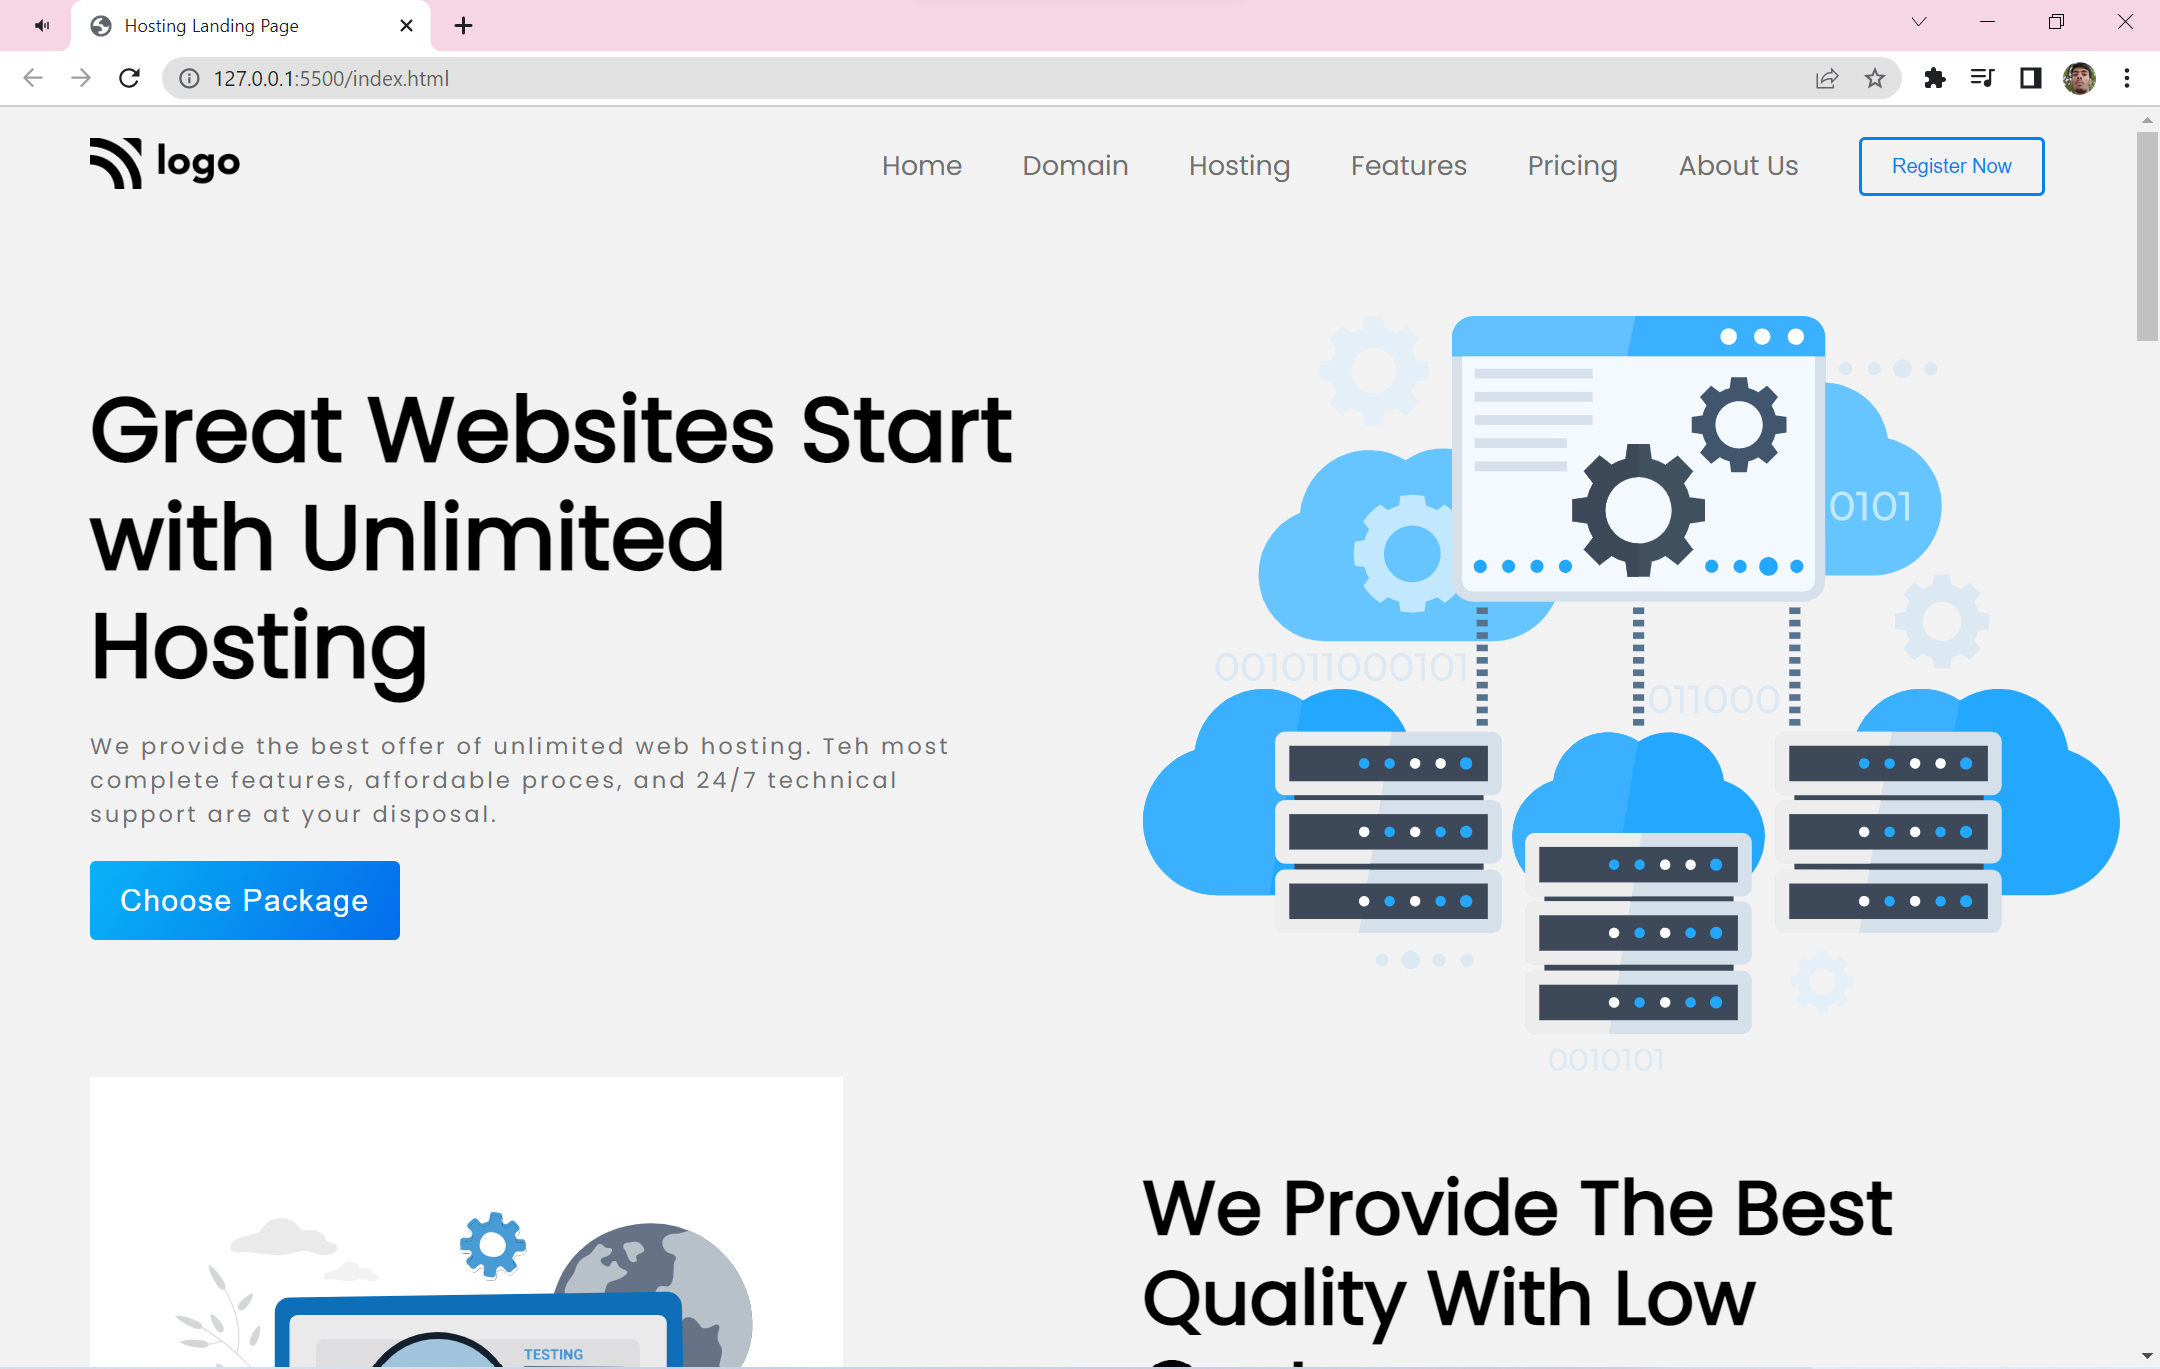 Hosting Landing Page
127.0.0.1:5500/index.html
logo
Home Domain Hosting Features Pricing About Us Register Now
Great Websites Start
with Unlimited
Hosting
0101
001011000101
011000
We provide the best offer of unlimited web hosting. Teh most
complete features, affordable proces, and 24/7 technical
support are at your disposal.
Choose Package
0010101
We Provide The Best
Quality With Low
TESTING